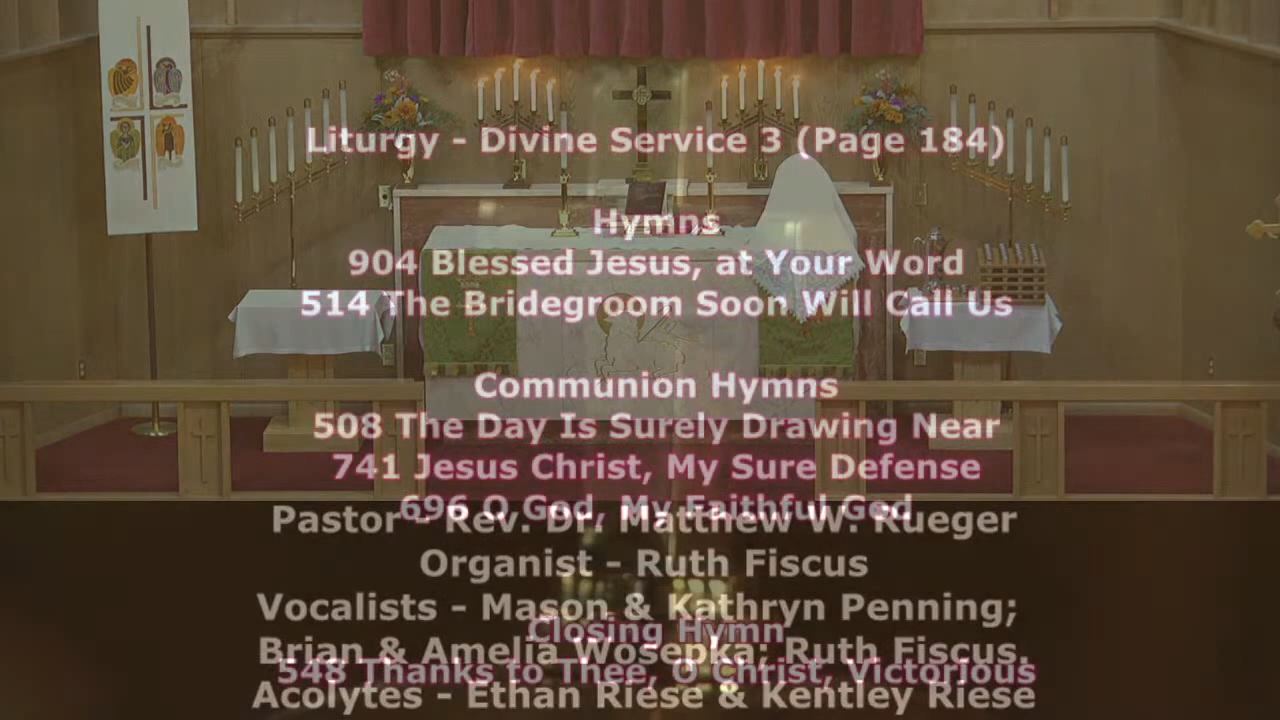 Liturgy - Divine Service 3 (Page 184)
Hymns
904 Blessed Jesus, at Your Word
514 The Bridegroom Soon Will Call Us
Communion Hymns
508 The Day Is Surely Drawing Near
741 Jesus Christ, My Sure Defense
696 O God, My Faithful God
Pastor - Rev. Dr. Matthew W. Rueger
Organist - Ruth Fiscus
Vocalists - Mason & Kathryn Penning;
Closing Hymn
Brian & Amelia Wosepka; Ruth Fiscus.
548 Thanks to Thee, O Christ, Victorious
Acolytes - Ethan Riese & Kentley Riese